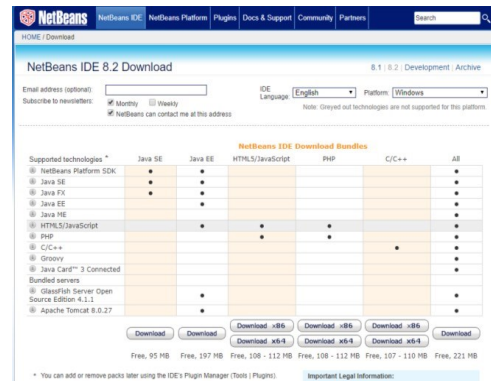 NetBeans
NetBeans IDE NetBeans Platform Plugins Docs & Support Community Partners Search
HOME / Download
NetBeans IDE 8.2 Download
8.1 | 8.2 | Development | Archive
Email address (optional):
IDE Language: English
Platform: Windows
Subscribe to newsletters: Monthly Weekly
NetBeans can contact me at this address
Note: Greyed out technologies are not supported for this platform.
NetBeans IDE Download Bundles
Supported technologies * Java SE Java EE HTML5/JavaScript PHP C/C++ All
NetBeans Platform SDK • • •
Java SE • • •
Java FX • • •
Java EE • •
Java ME •
HTML5/JavaScript • • • •
PHP • • •
C/C++ • •
Groovy •
Java Card™ 3 Connected •
Bundled servers
GlassFish Server Open Source Edition 4.1.1 • •
Apache Tomcat 8.0.27 • •
Download Download Download x86 Download x86 Download x86 Download
Download x64 Download x64 Download x64
Free, 95 MB Free, 197 MB Free, 108 - 112 MB Free, 108 - 112 MB Free, 107 - 110 MB Free, 221 MB
* You can add or remove packs later using the IDE's Plugin Manager (Tools | Plugins)
Important Legal Information: